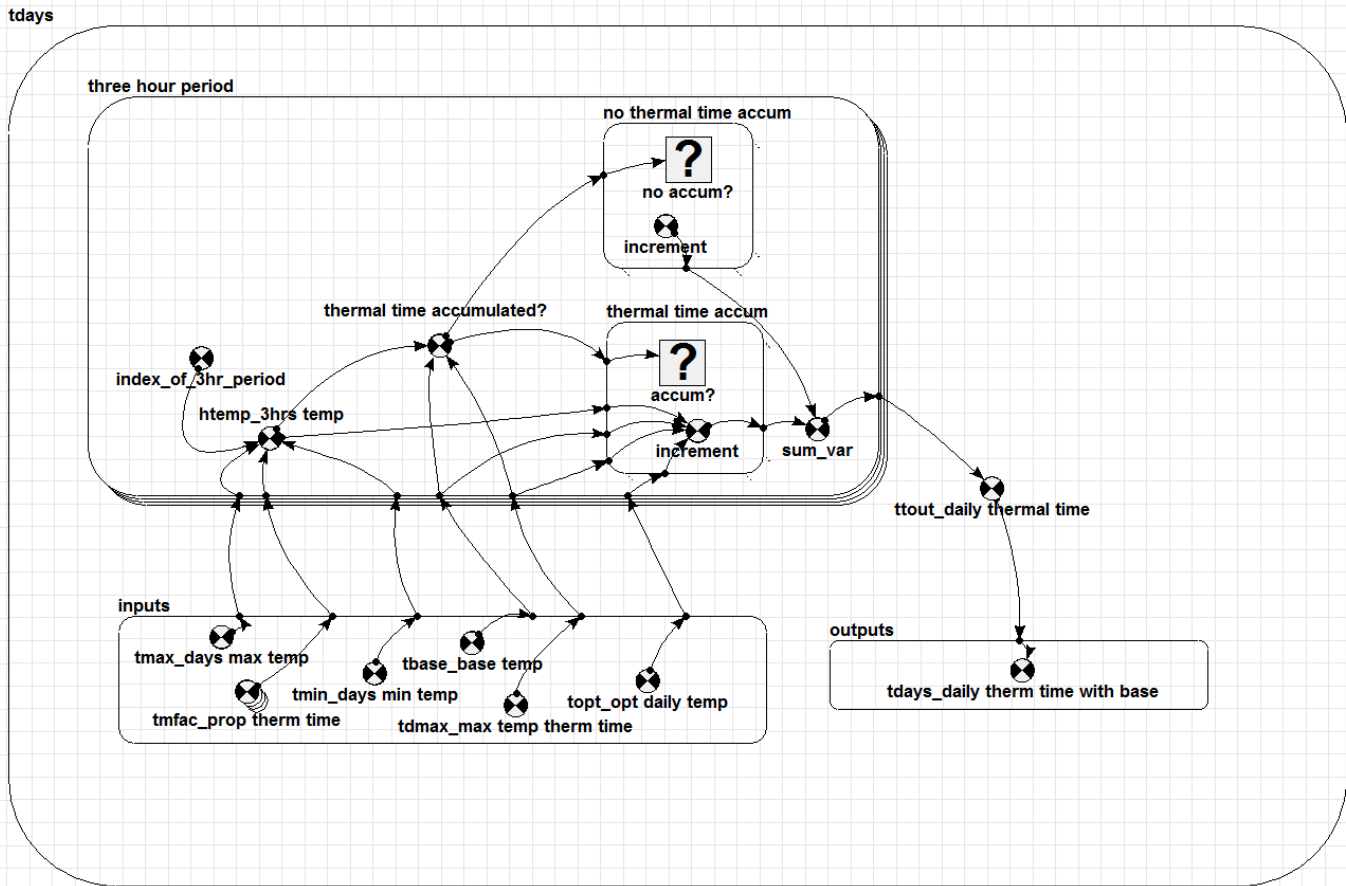 tdays
three hour period
no thermal time accum
?
no accum?
increment
thermal time accumulated?
thermal time accum
?
accum?
index_of_3hr_period
htemp_3hrs temp
increment
sum_var
ttout_daily thermal time
inputs
outputs
tmax_days max temp
tbase_base temp
tmin_days min temp
topt_opt daily temp
tdays_daily therm time with base
tmfac_prop therm time
tdmax_max temp therm time